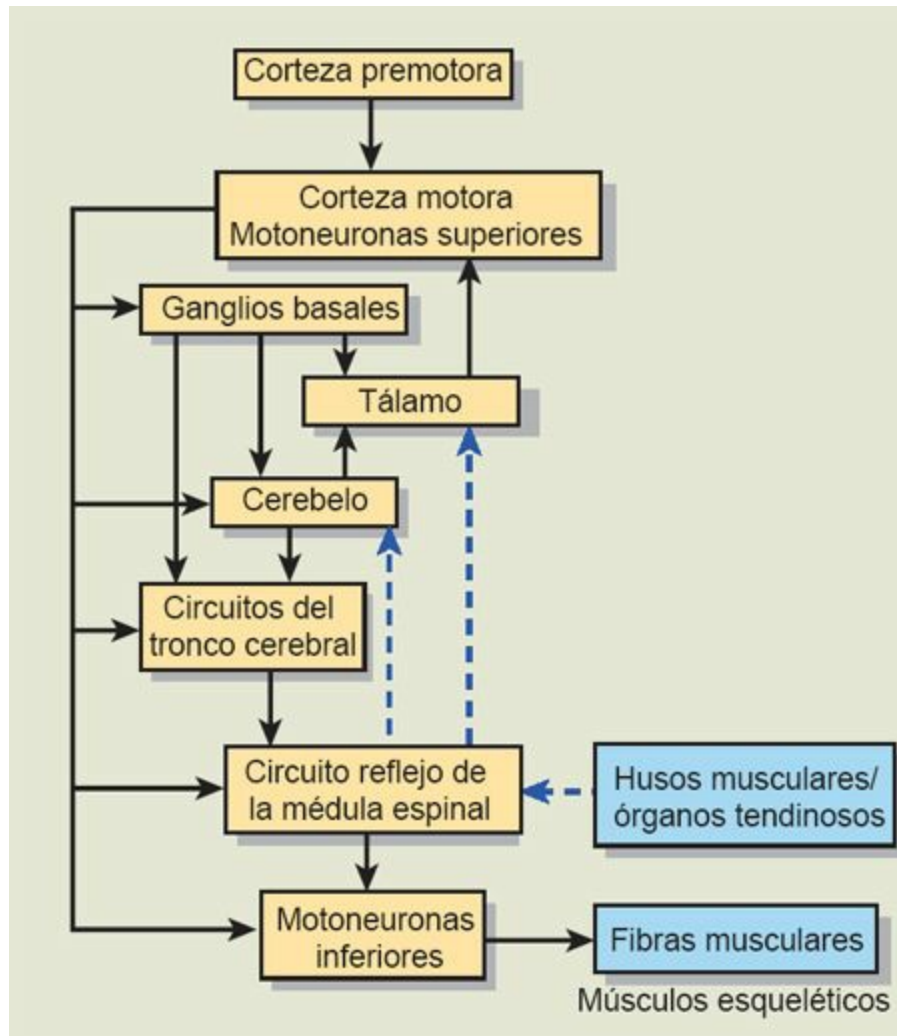 Corteza premotora
Corteza motora
Motoneuronas superiores
Ganglios basales
Tálamo
Cerebelo
Circuitos del
tronco cerebral
Circuito reflejo de
la médula espinal
Husos musculares/
órganos tendinosos
Motoneuronas
inferiores
Fibras musculares
Músculos esqueléticos